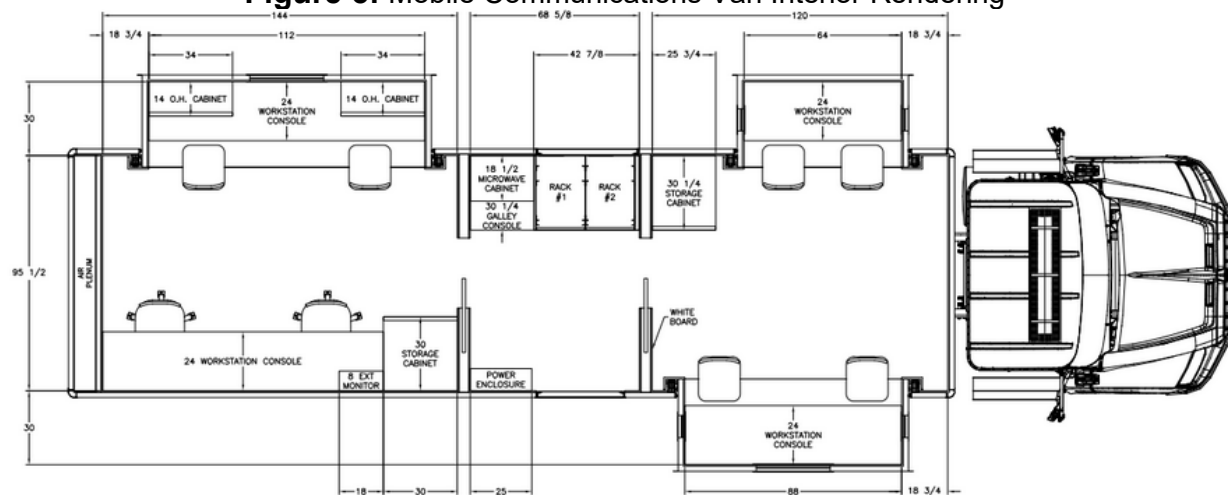 Mobile Communications Van Interior Rendering
144
68 5/8
120
18 3/4
112
42 7/8
25 3/4
64
18 3/4
34
34
14 O.H. CABINET
24
WORKSTATION
CONSOLE
14 O.H. CABINET
24
WORKSTATION
CONSOLE
30
18 1/2
MICROWAVE
CABINET
30 1/4
GALLEY
CONSOLE
RACK
#1
RACK
#2
30 1/4
STORAGE
CABINET
95 1/2
AIR
PLENUM
WHITE
BOARD
24 WORKSTATION CONSOLE
30
STORAGE
CABINET
8 EXT
MONITOR
POWER
ENCLOSURE
30
24
WORKSTATION
CONSOLE
18
30
25
88
18 3/4